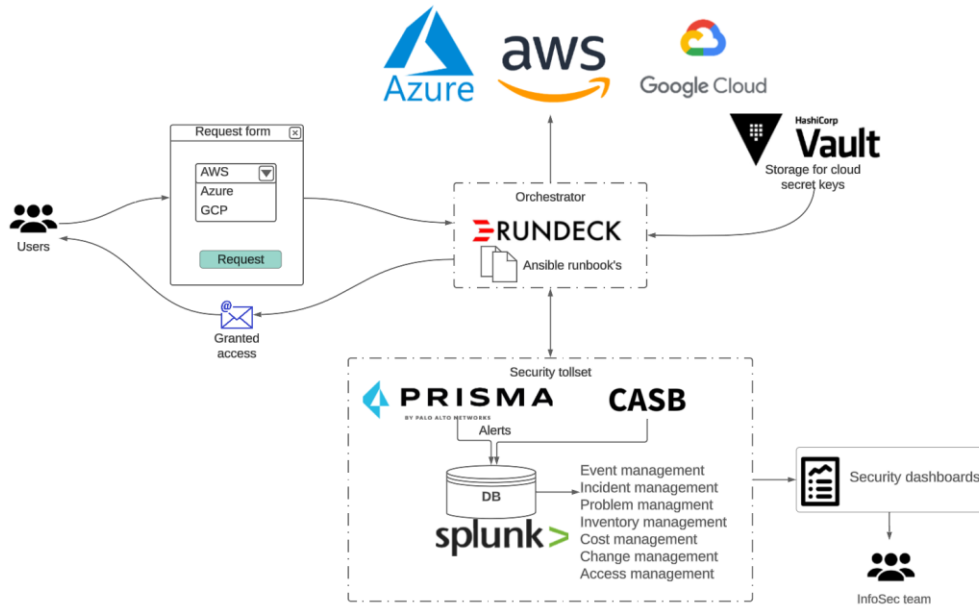 Azure
aws
Google Cloud
HashiCorp
Vault
Storage for cloud
secret keys
Request form
AWS
Azure
GCP
Request
Users
@
Granted
access
Orchestrator
RUNDECK
Ansible runbook's
Security tollset
PRISMA
BY PALO ALTO NETWORKS
CASB
Alerts
DB
splunk>
Event management
Incident management
Problem managment
Inventory management
Cost management
Change management
Access management
Security dashboards
InfoSec team